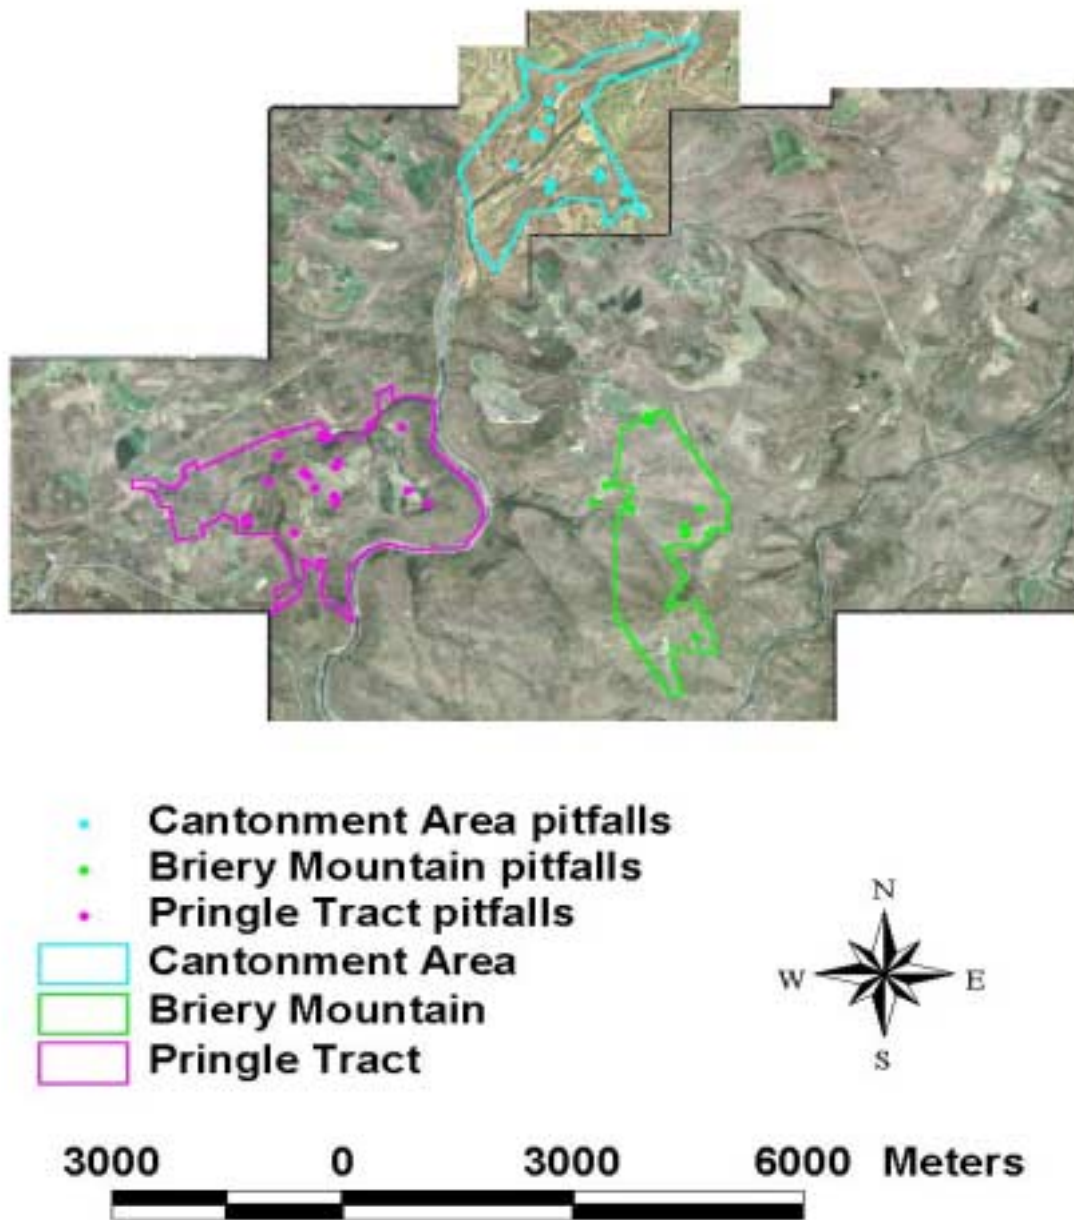 Cantonment Area pitfalls
Briery Mountain pitfalls
Pringle Tract pitfalls
Cantonment Area
Briery Mountain
Pringle Tract
N
W E
S
3000 0 3000 6000 Meters